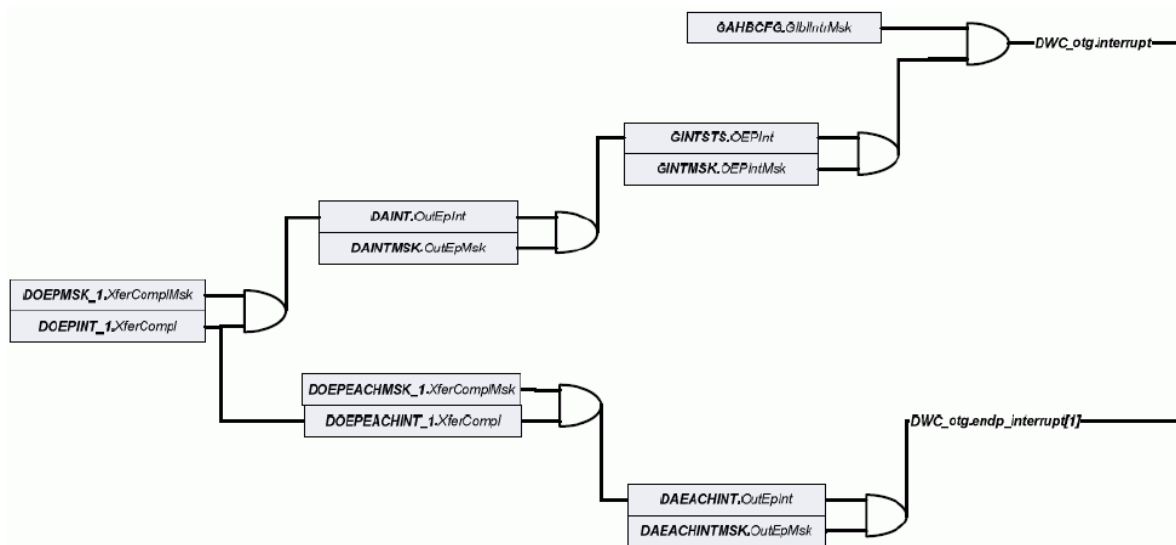 GAHBCFG.GlblIntrMsk
DWC_otg.interrupt
GINTSTS.OEPInt
GINTMSK.OEPIntMsk
DAINT.OutEpInt
DAINTMSK.OutEpMsk
DOEPMSK_1.XferComplMsk
DOEPINT_1.XferCompl
DOEPEACHMSK_1.XferComplMsk
DOEPEACHINT_1.XferCompl
DWC_otg.endp_interrupt[1]
DAEACHINT.OutEpInt
DAEACHINTMSK.OutEpMsk